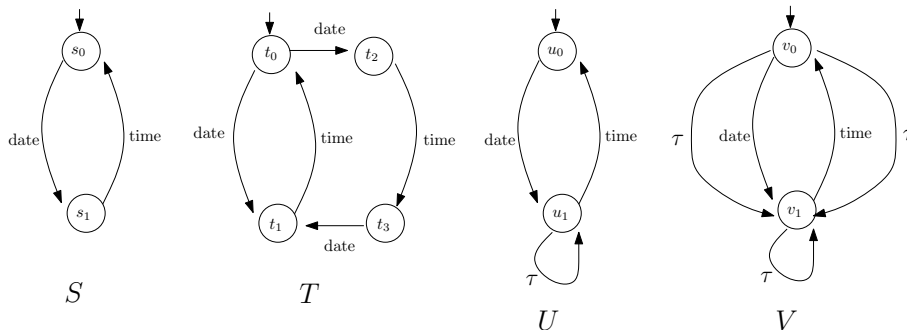 date
s₀ t₀ t₂ u₀ v₀
date time date time time date time τ date time τ
s₁ t₁ t₃ u₁ v₁
date
τ τ
S T U V